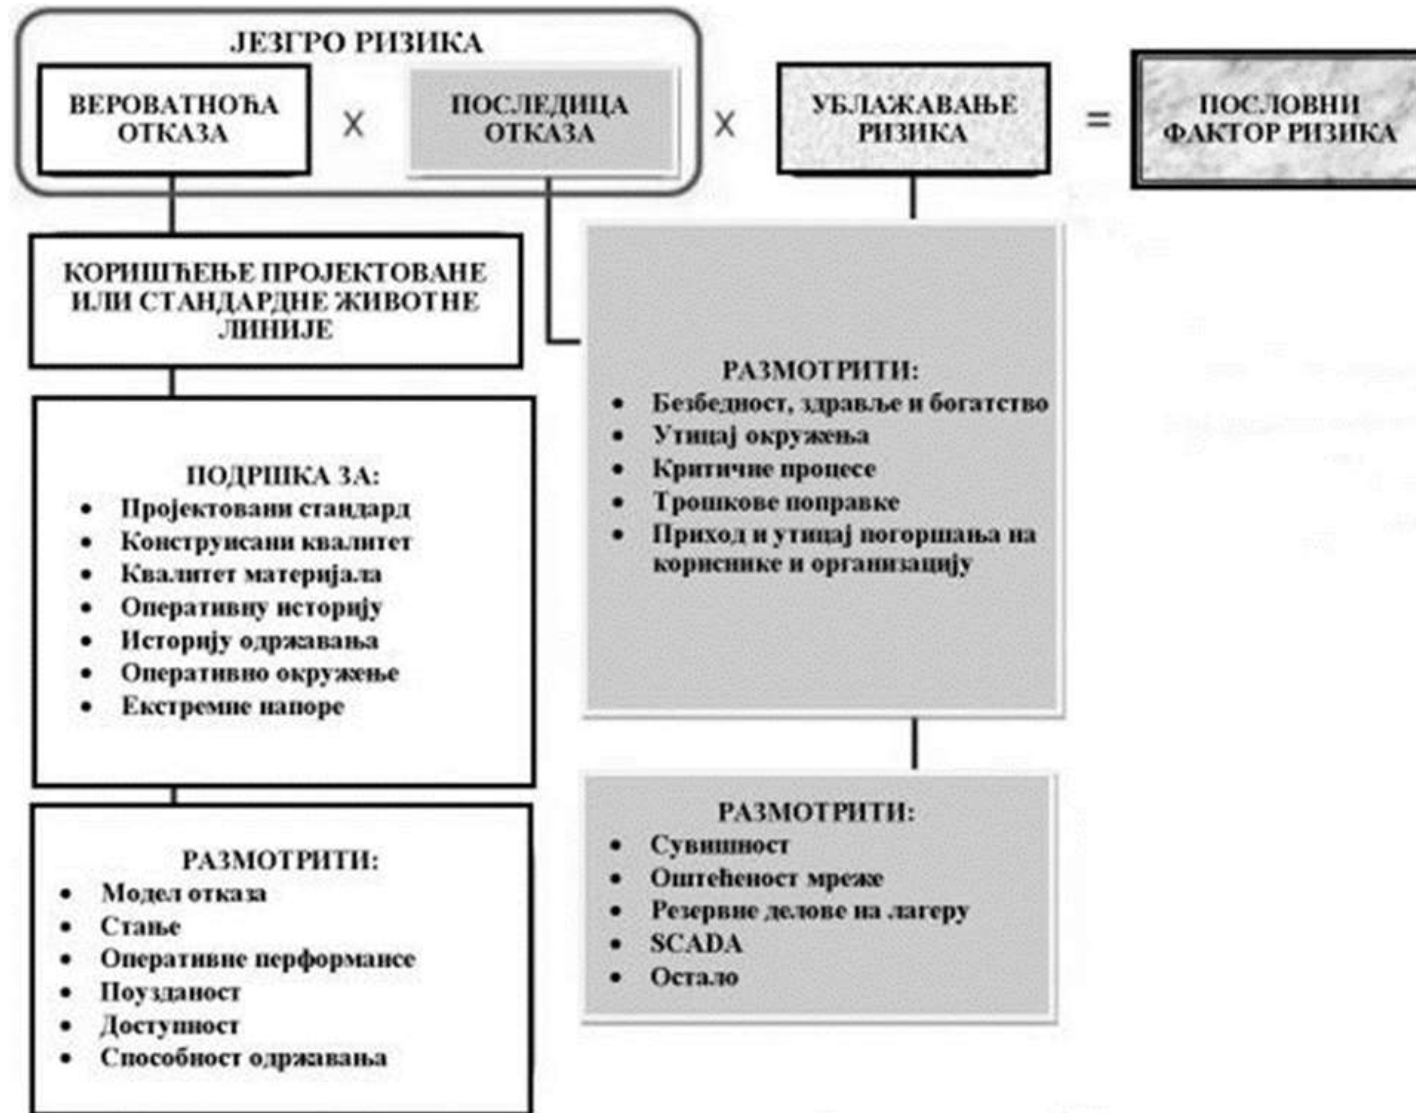 ЈЕЗГРО РИЗИКА
ВЕРОВАТНОЋА
ОТКАЗА
X
ПОСЛЕДИЦА
ОТКАЗА
X
УБЛАЖАВАЊЕ
РИЗИКА
=
ПОСЛОВНИ
ФАКТОР РИЗИКА
КОРИШЋЕЊЕ ПРОЈЕКТОВАНЕ
ИЛИ СТАНДАРДНЕ ЖИВОТНЕ
ЛИНИЈЕ
ПОДРШКА ЗА:
• Пројектовани стандард
• Конструисани квалитет
• Квалитет материјала
• Оперативну историју
• Историју одржавања
• Оперативно окружење
• Екстремне напоре
РАЗМОТРИТИ:
• Модел отказа
• Стање
• Оперативне перформансе
• Поузданост
• Доступност
• Способност одржавања
РАЗМОТРИТИ:
• Безбедност, здравље и богатство
• Утицај окружења
• Критичне процесе
• Трошкове поправке
• Приход и утицај погоршања на
кориснике и организацију
РАЗМОТРИТИ:
• Сувишност
• Оштећеност мреже
• Резервне делове на лагеру
• SCADA
• Остало